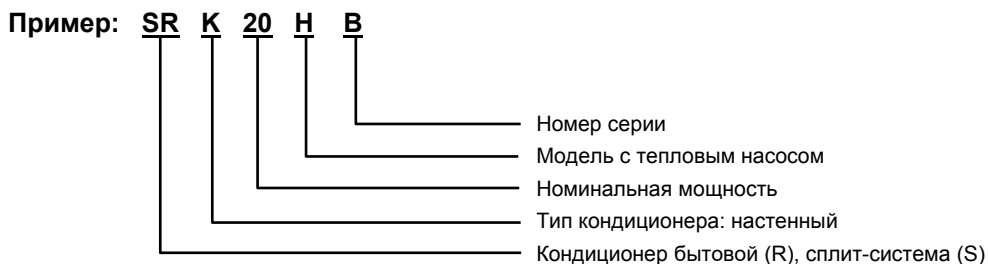 Пример: SR K 20 H B
Номер серии
Модель с тепловым насосом
Номинальная мощность
Тип кондиционера: настенный
Кондиционер бытовой (R), сплит-система (S)